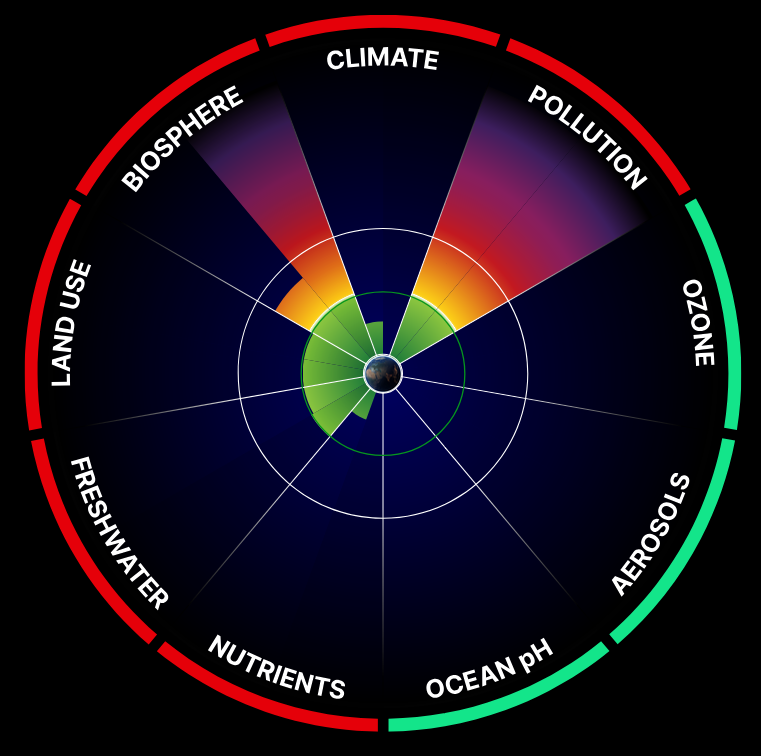 CLIMATE
POLLUTION
OZONE
AEROSOLS
OCEAN pH
NUTRIENTS
FRESHWATER
LAND USE
BIOSPHERE